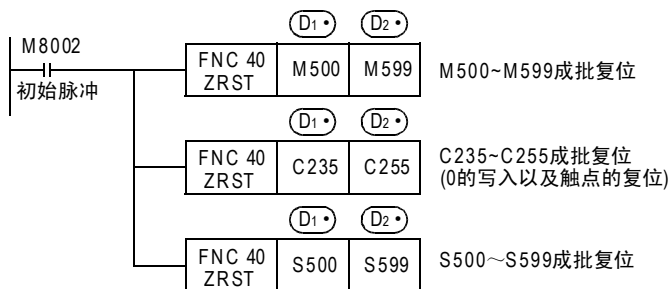 D1• D2•
M8002
初始脉冲
FNC 40 ZRST M500 M599 M500~M599成批复位
D1• D2•
FNC 40 ZRST C235 C255 C235~C255成批复位
(0的写入以及触点的复位)
D1• D2•
FNC 40 ZRST S500 S599 S500～S599成批复位